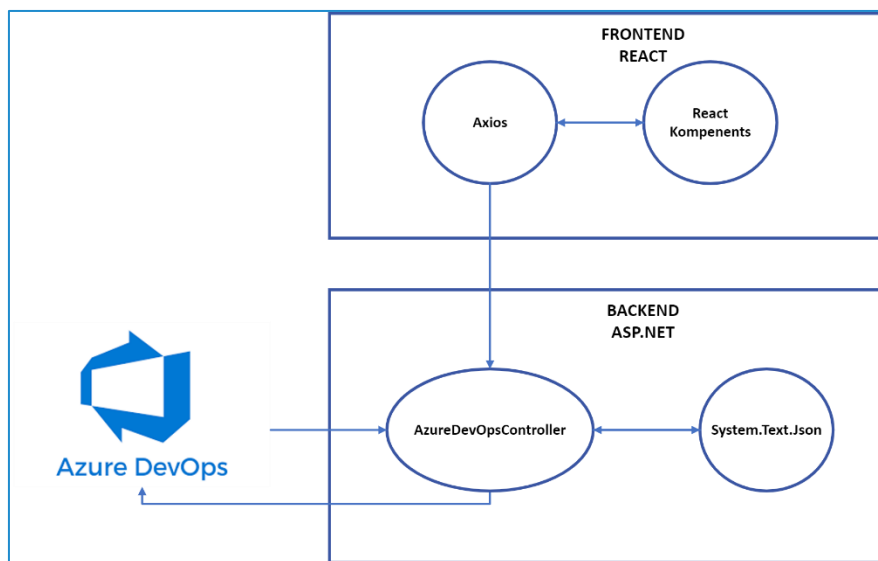 FRONTEND
REACT
Axios
React
Kompenents
BACKEND
ASP.NET
Azure DevOps
AzureDevOpsController
System.Text.Json